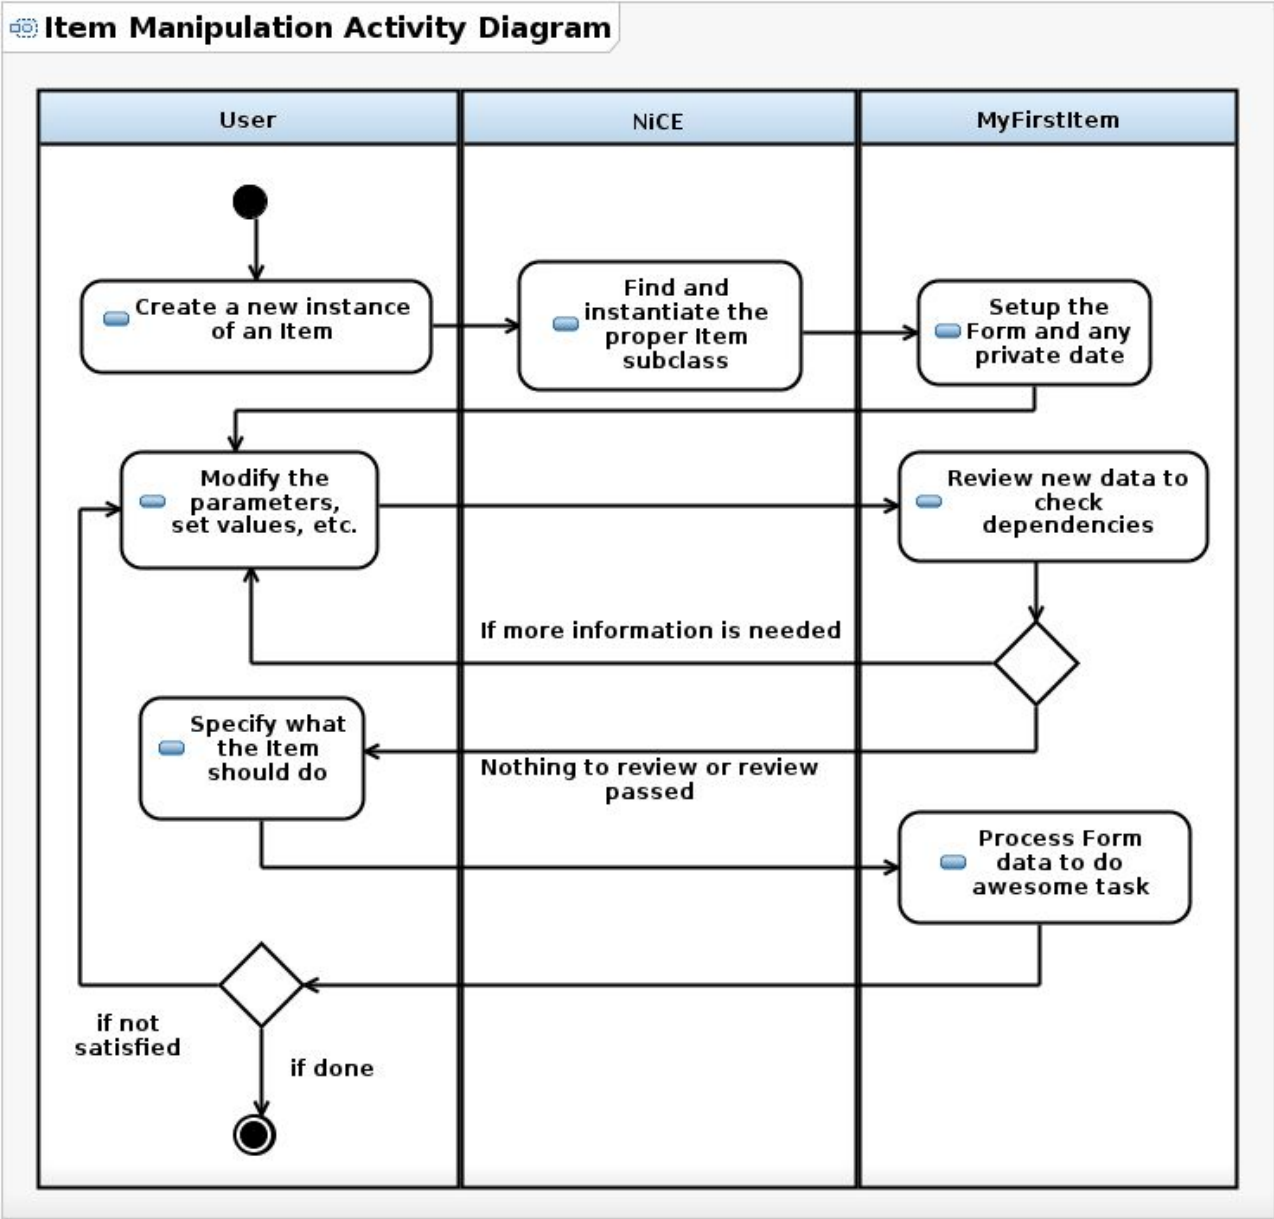 Item Manipulation Activity Diagram
User
NiCE
MyFirstItem
Create a new instance
of an Item
Find and
instantiate the
proper Item
subclass
Setup the
Form and any
private date
Modify the
parameters,
set values, etc.
Review new data to
check
dependencies
If more information is needed
Specify what
the Item
should do
Nothing to review or review
passed
Process Form
data to do
awesome task
if not
satisfied
if done